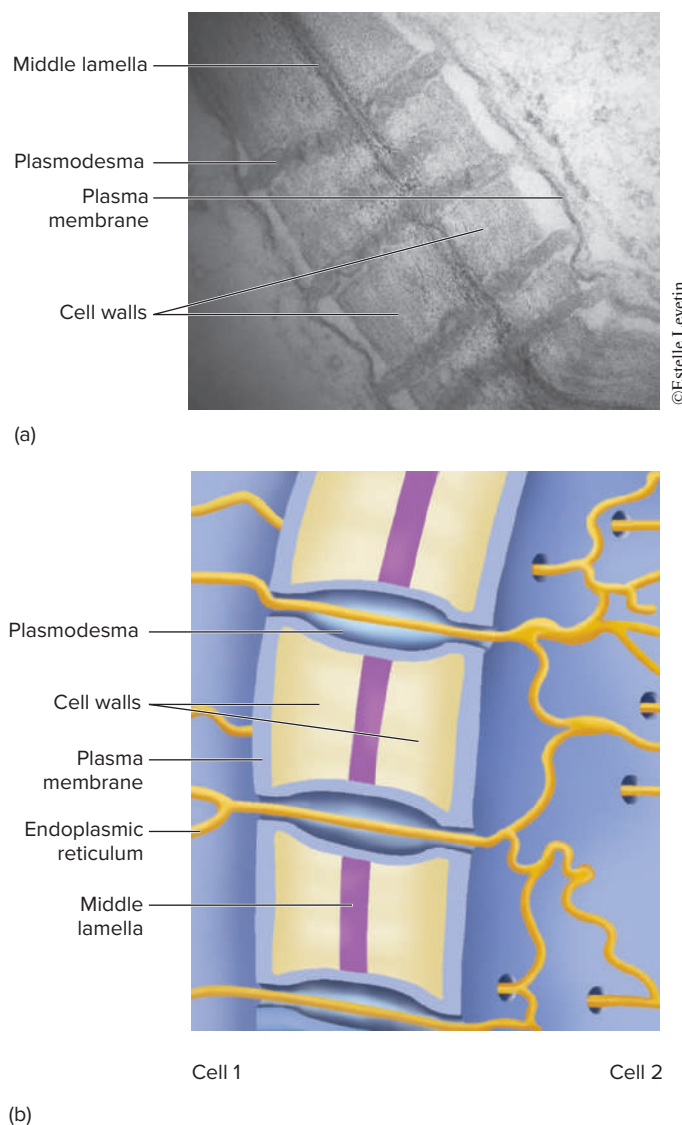 Middle lamella
Plasmodesma
Plasma
membrane
Cell walls
©Estelle Levetin
(a)
Plasmodesma
Cell walls
Plasma
membrane
Endoplasmic
reticulum
Middle
lamella
Cell 1
Cell 2
(b)